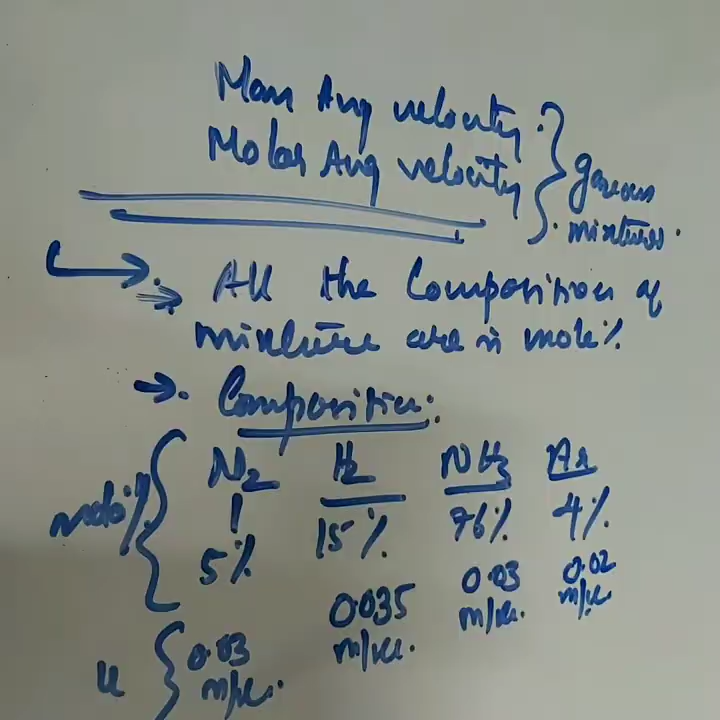 Mass Avg velocity.
Molar Avg velocity } gaseous
mixtures.
→. ⇒ All the Composition of
mixture are in mole%
→. Composition:
N2 H2 NH3 Ar
mole% { 5% 15% 76% 4%
u { 0.03 m/sec. 0.035 m/sec. 0.03 m/sec. 0.02 m/sec.